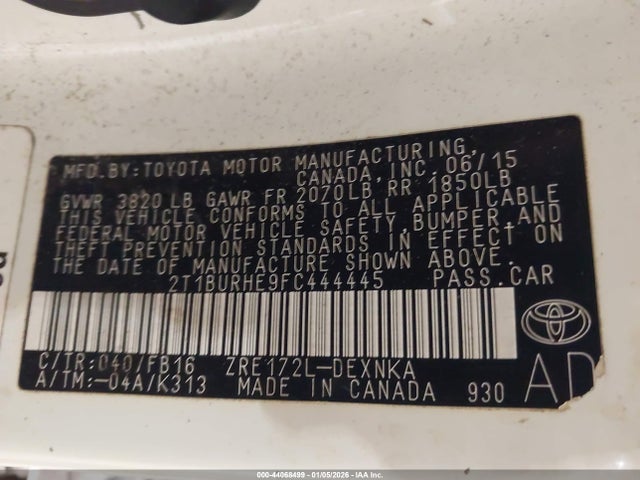 MFD.BY:TOYOTA MOTOR MANUFACTURING,
CANADA, INC. 06/15
GVWR 3820 LB GAWR FR 2070LB RR 1850LB
THIS VEHICLE CONFORMS TO ALL APPLICABLE
FEDERAL MOTOR VEHICLE SAFETY,BUMPER,AND
THEFT PREVENTION STANDARDS IN EFFECT ON
THE DATE OF MANUFACTURE SHOWN ABOVE.
2T1BURHE9FC444445 PASS.CAR
C/TR:040/FB16 ZRE172L-DEXNKA
A/TM:-04A/K313 MADE IN CANADA 930
AD
000-44068499 | 01/05/2026 - IAA Inc.